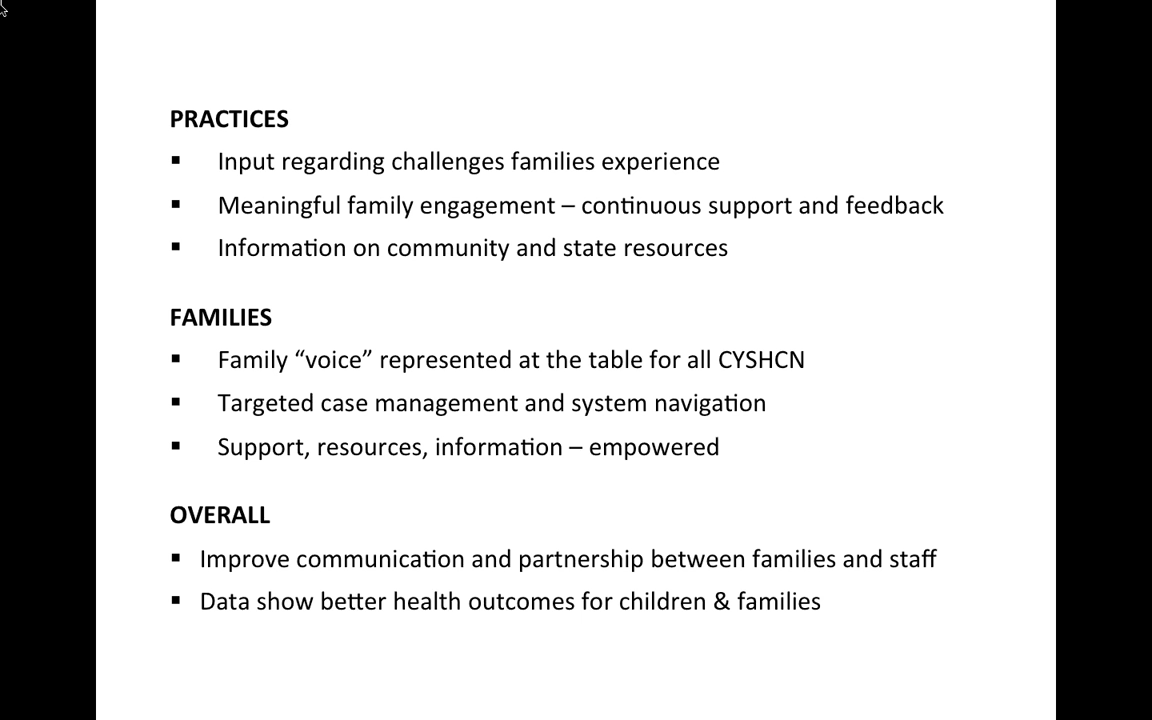 PRACTICES
▪ Input regarding challenges families experience
▪ Meaningful family engagement – continuous support and feedback
▪ Information on community and state resources
FAMILIES
▪ Family “voice” represented at the table for all CYSHCN
▪ Targeted case management and system navigation
▪ Support, resources, information – empowered
OVERALL
▪ Improve communication and partnership between families and staff
▪ Data show better health outcomes for children & families